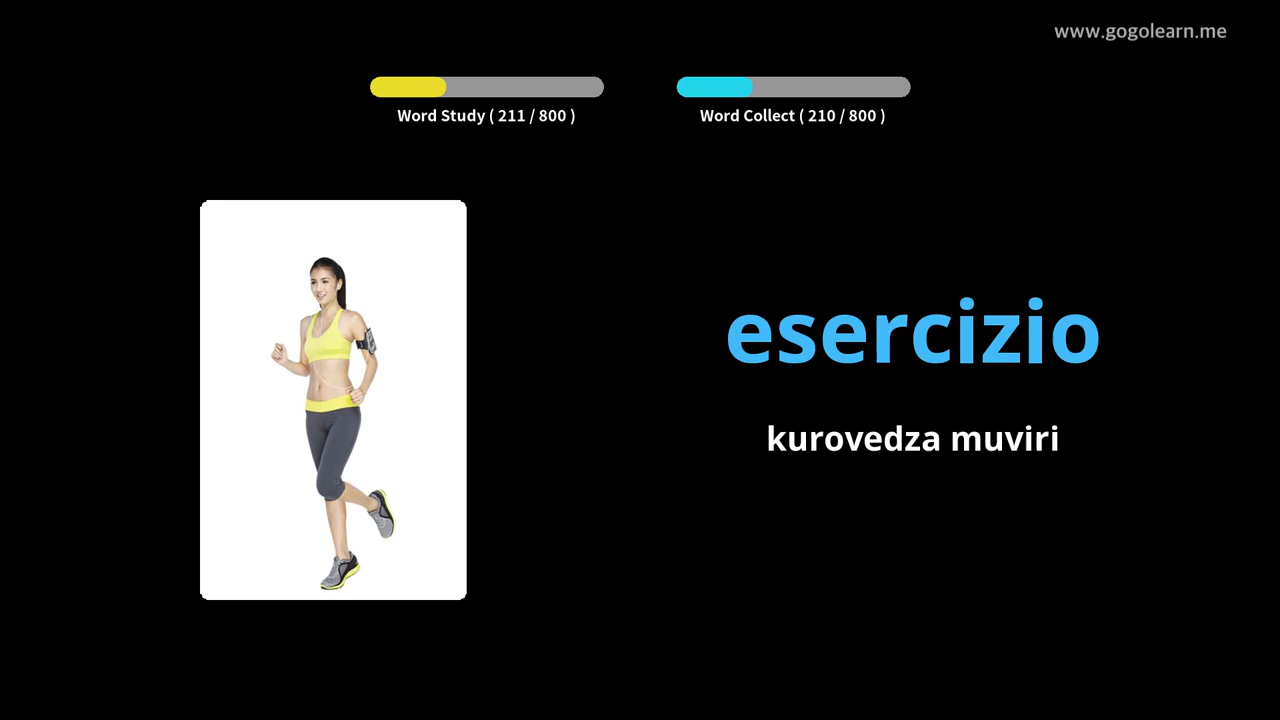 www.gogolearn.me
Word Study ( 211 / 800 )
Word Collect ( 210 / 800 )
esercizio
kurovedza muviri